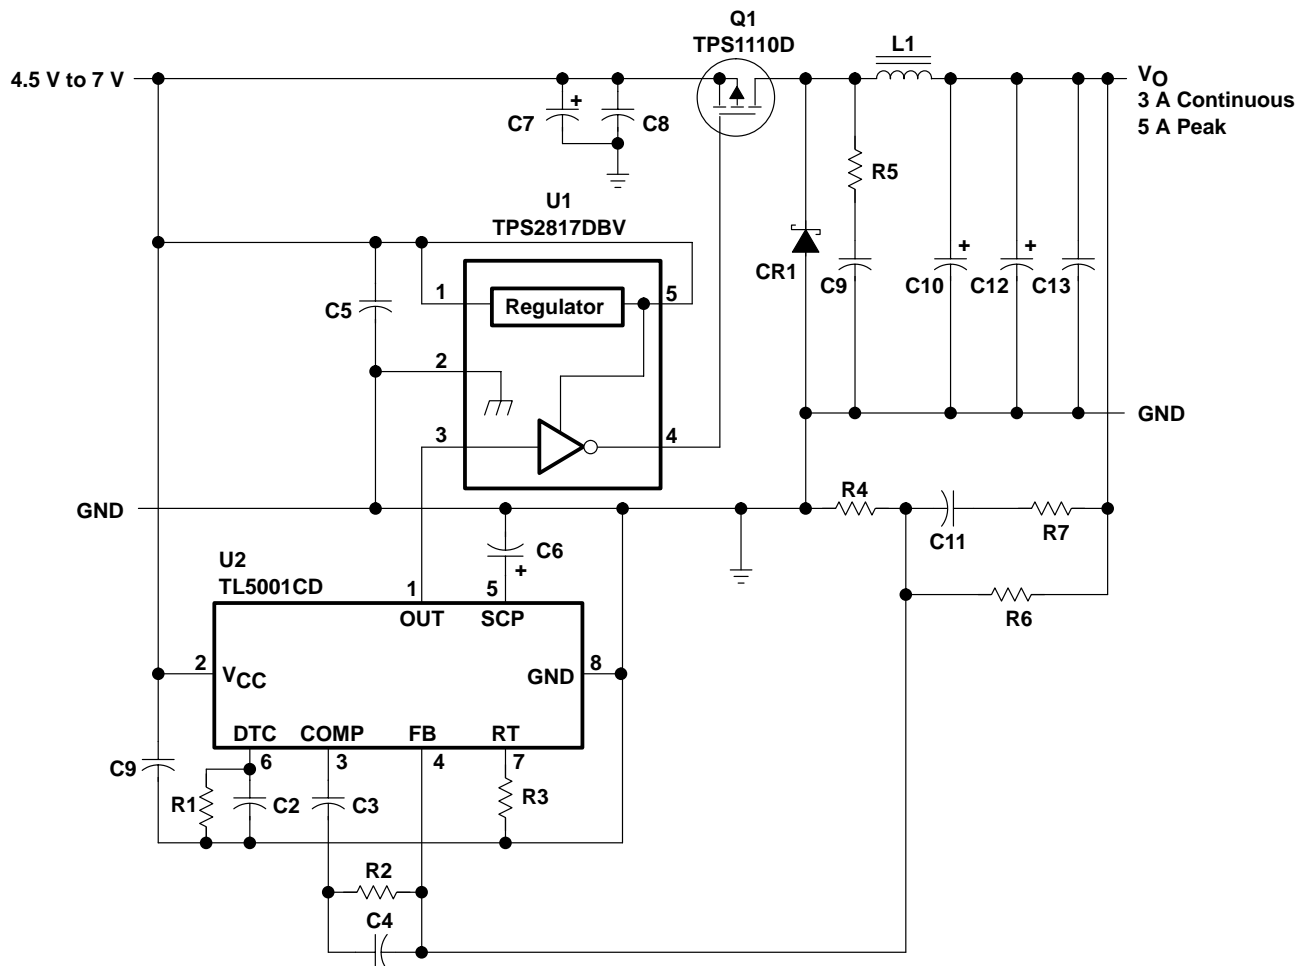 Q1
TPS1110D
L1
4.5 V to 7 V
VO
3 A Continuous
5 A Peak
+
C7
C8
R5
U1
TPS2817DBV
+
+
CR1
C9
C10
C12
C13
1
Regulator
5
C5
2
GND
3
4
R4
GND
C11
R7
U2
TL5001CD
C6
+
1
5
OUT
SCP
R6
2
VCC
GND
8
DTC
COMP
FB
RT
6
3
4
7
C9
R1
C2
C3
R3
R2
C4